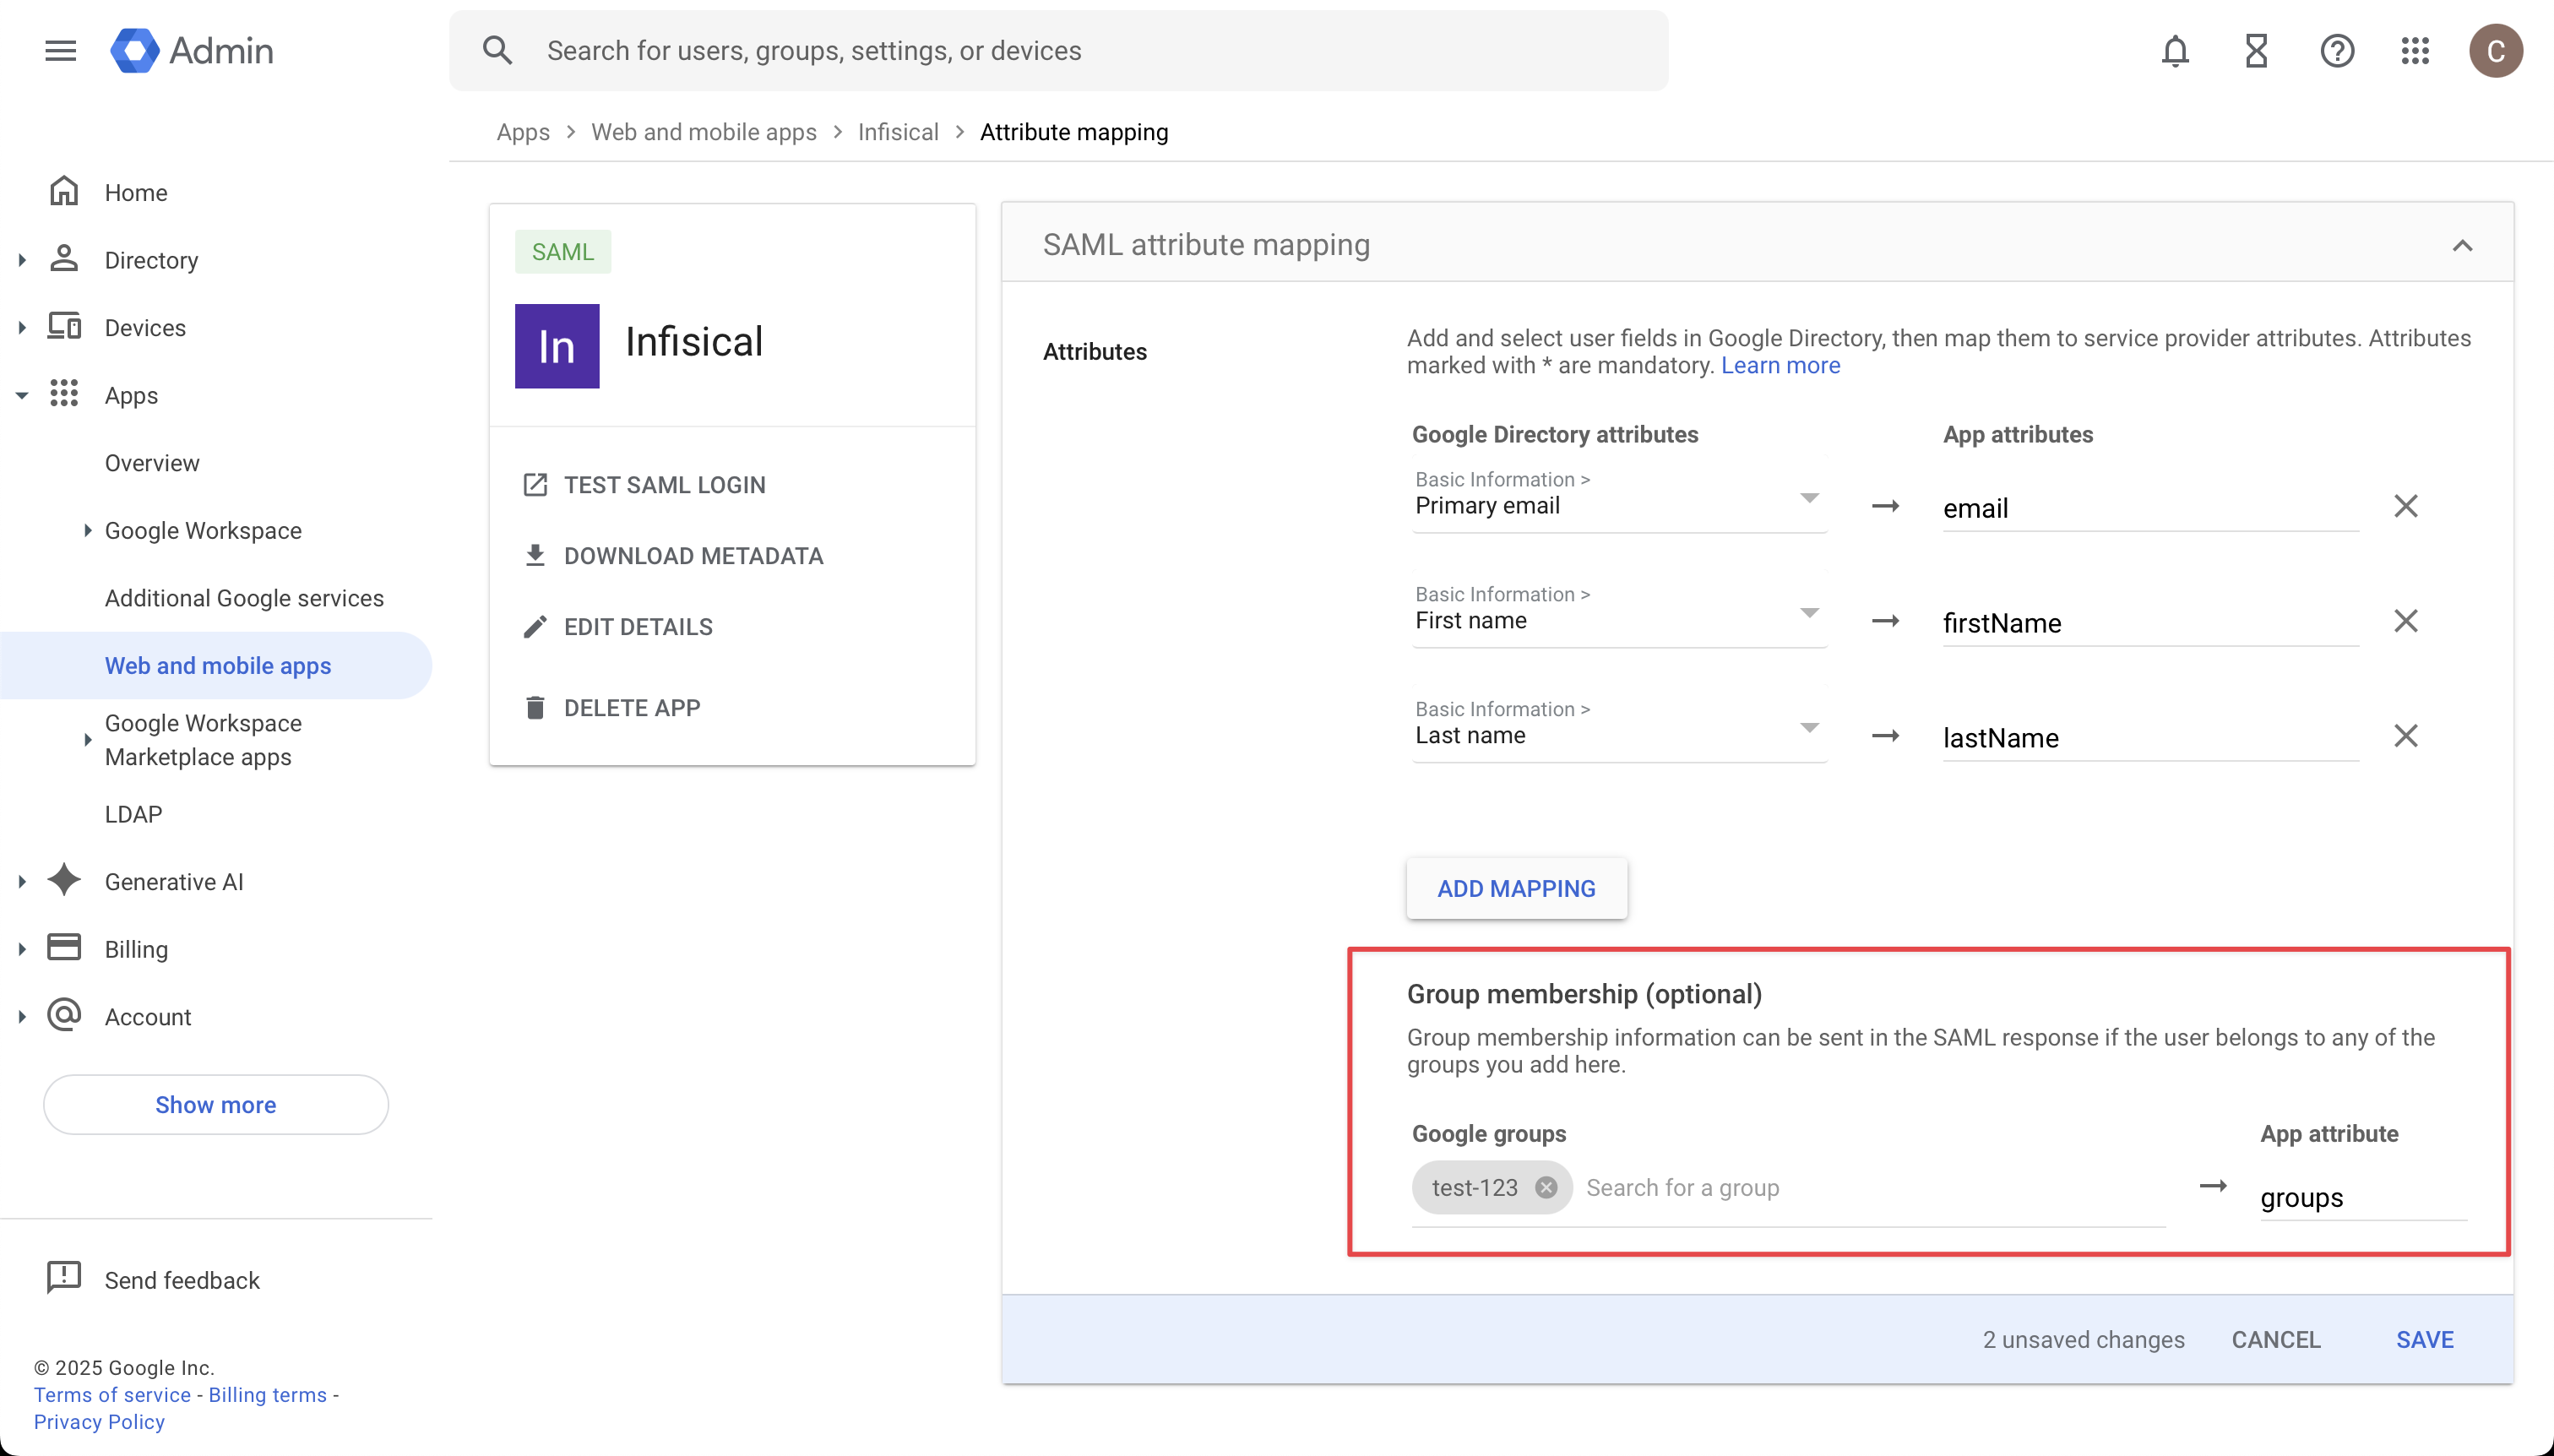 Admin
Search for users, groups, settings, or devices
C
Apps > Web and mobile apps > Infisical > Attribute mapping
Home
Directory
Devices
Apps
Overview
Google Workspace
Additional Google services
Web and mobile apps
Google Workspace
Marketplace apps
LDAP
Generative AI
Billing
Account
Show more
Send feedback
© 2025 Google Inc.
Terms of service - Billing terms -
Privacy Policy
SAML
In
Infisical
TEST SAML LOGIN
DOWNLOAD METADATA
EDIT DETAILS
DELETE APP
SAML attribute mapping
Attributes
Add and select user fields in Google Directory, then map them to service provider attributes. Attributes
marked with * are mandatory. Learn more
Google Directory attributes
App attributes
Basic Information >
Primary email
email
Basic Information >
First name
firstName
Basic Information >
Last name
lastName
ADD MAPPING
Group membership (optional)
Group membership information can be sent in the SAML response if the user belongs to any of the
groups you add here.
Google groups
App attribute
test-123
Search for a group
groups
2 unsaved changes
CANCEL
SAVE